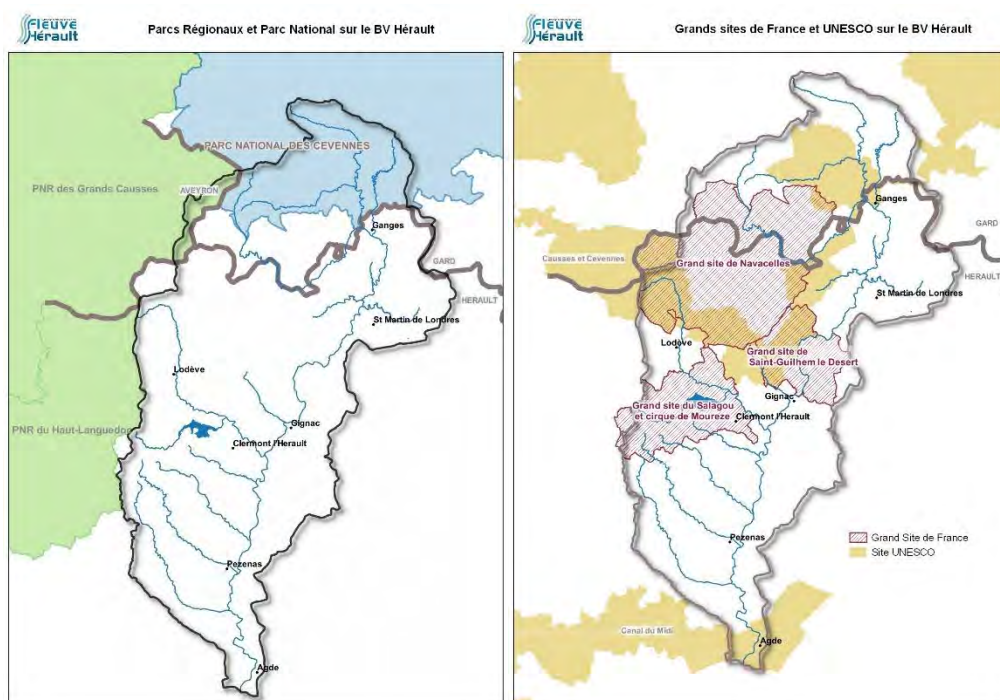 Fleuve
Hérault
Parcs Régionaux et Parc National sur le BV Hérault
PARC NATIONAL DES CEVENNES
PNR des Grands Causses
AVEYRON
Ganges
GARD
HERAULT
St Martin de Londres
Lodève
PNR du Haut-Languedoc
Gignac
Clermont l'Herault
Pezenas
Agde
Fleuve
Hérault
Grands sites de France et UNESCO sur le BV Hérault
Ganges
GARD
Causses et Cevennes
Grand site de Navacelles
HERAULT
St Martin de Londres
Lodève
Grand site de
Saint-Guilhem le Desert
Gignac
Grand site du Salagou
et cirque de Moureze
Clermont l'Herault
Pezenas
Grand Site de France
Site UNESCO
Canal du Midi
Agde